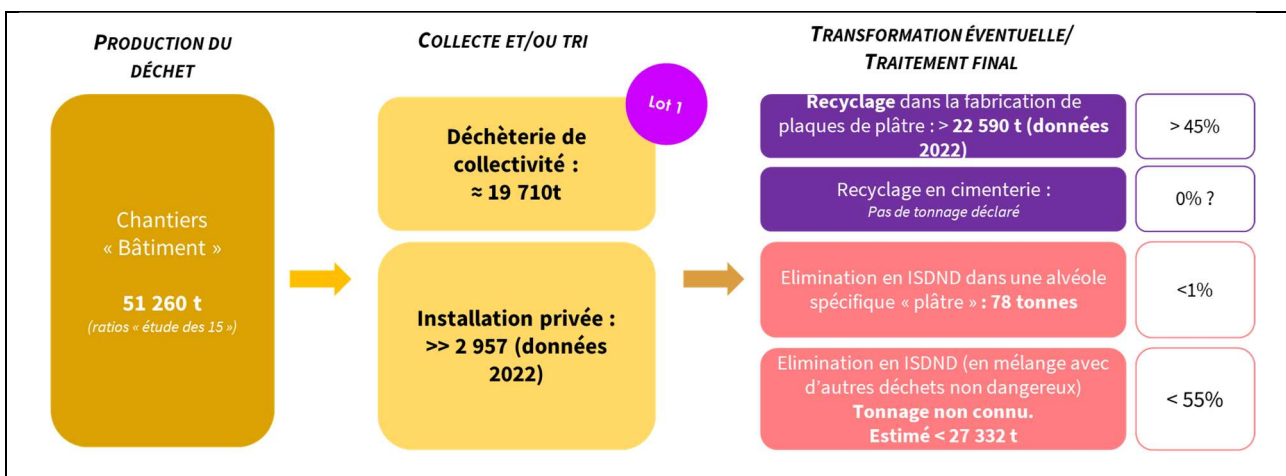 PRODUCTION DU
DÉCHET
COLLECTE ET/OU TRI
TRANSFORMATION ÉVENTUELLE/
TRAITEMENT FINAL
Chantiers
« Bâtiment »
51 260 t
(ratios « étude des 15 »)
Lot 1
Déchèterie de
collectivité :
≈ 19 710t
Installation privée :
>> 2 957 (données
2022)
Recyclage dans la fabrication de
plaques de plâtre : > 22 590 t (données
2022)
> 45%
Recyclage en cimenterie :
Pas de tonnage déclaré
0% ?
Elimination en ISDND dans une alvéole
spécifique « plâtre » : 78 tonnes
<1%
Elimination en ISDND (en mélange avec
d'autres déchets non dangereux)
Tonnage non connu.
Estimé < 27 332 t
< 55%